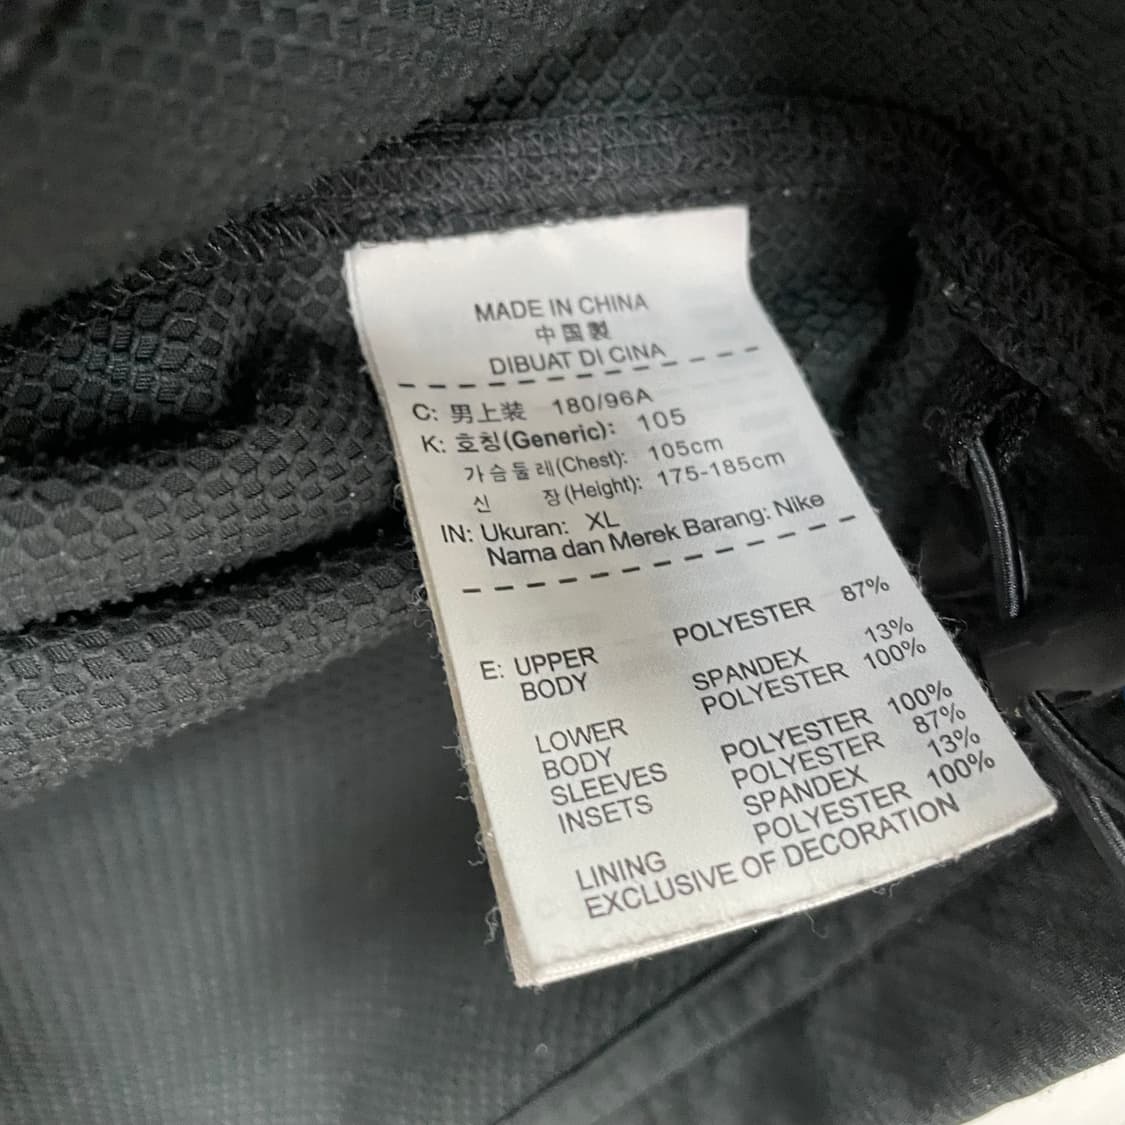 MADE IN CHINA
中国製
DIBUAT DI CINA
C: 男上装 180/96A
K: 호칭(Generic): 105
가슴둘레(Chest): 105cm
신 장(Height): 175-185cm
IN: Ukuran: XL
Nama dan Merek Barang: Nike
E: UPPER BODY POLYESTER 87%
SPANDEX 13%
LOWER BODY POLYESTER 100%
SLEEVES POLYESTER 100%
INSETS POLYESTER 87%
SPANDEX 13%
LINING POLYESTER 100%
EXCLUSIVE OF DECORATION